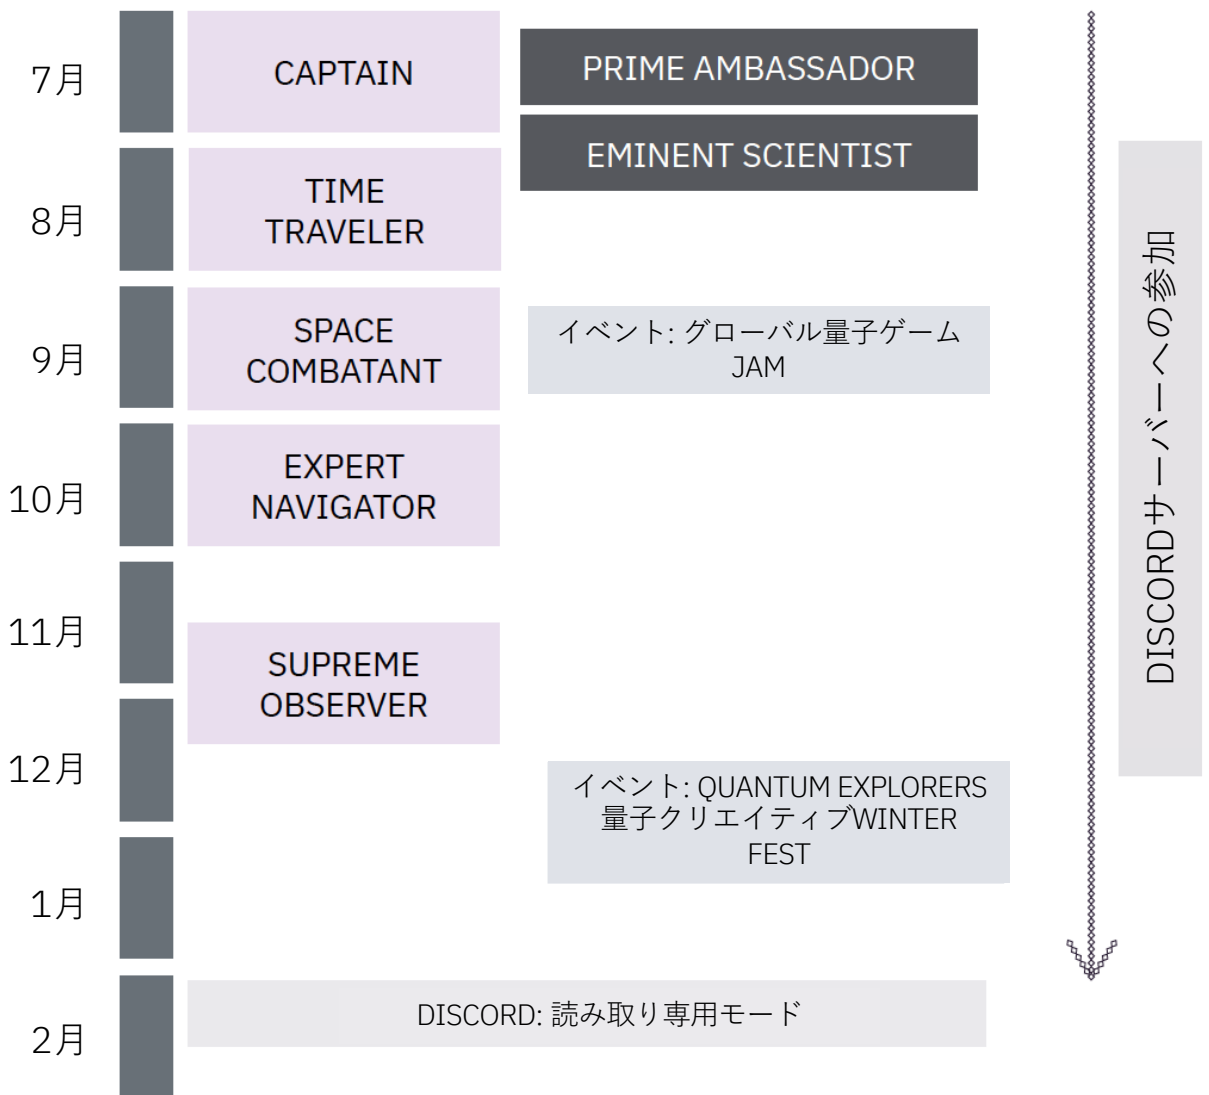 7月
CAPTAIN
PRIME AMBASSADOR
EMINENT SCIENTIST
8月
TIME
TRAVELER
9月
SPACE
COMBATANT
イベント: グローバル量子ゲーム
JAM
10月
EXPERT
NAVIGATOR
11月
SUPREME
OBSERVER
12月
イベント: QUANTUM EXPLORERS
量子クリエイティブWINTER
FEST
1月
2月
DISCORD: 読み取り専用モード
DISCORDサーバーへの参加